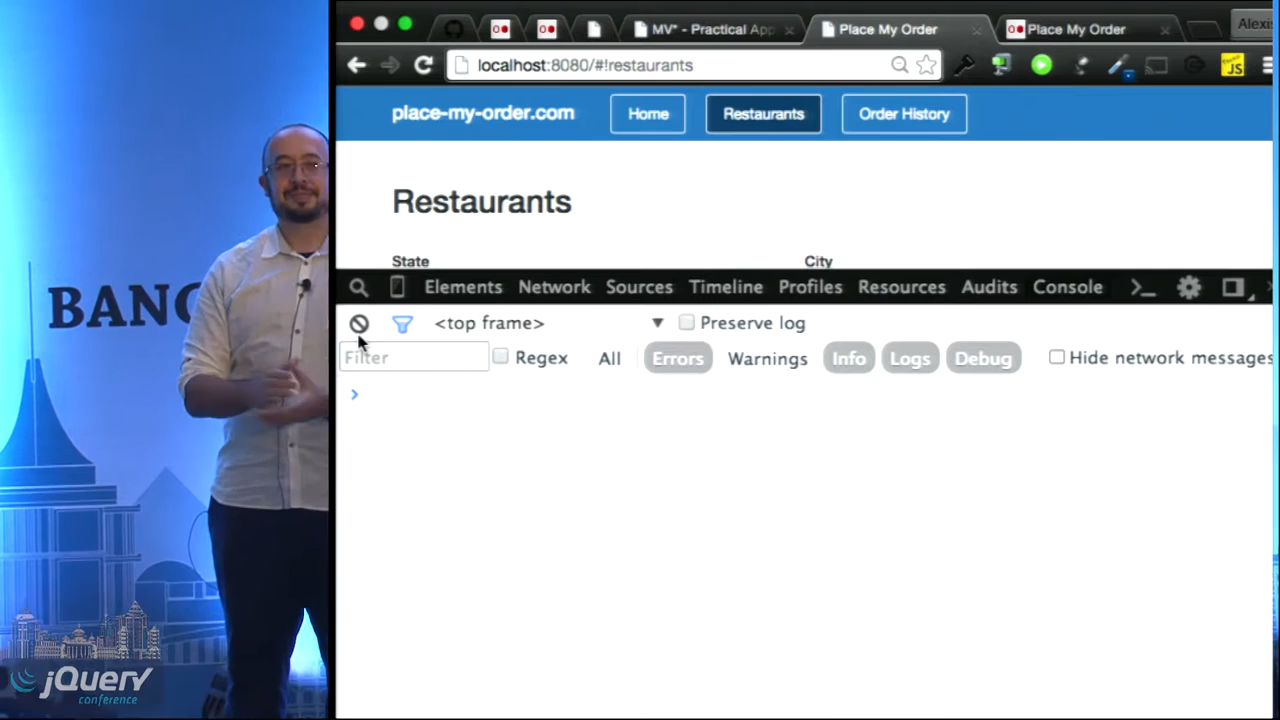 MV* - Practical App
Place My Order
Place My Order
Alexis
localhost:8080/#!restaurants
JS
place-my-order.com
Home
Restaurants
Order History
Restaurants
State
City
Elements
Network
Sources
Timeline
Profiles
Resources
Audits
Console
<top frame>
Preserve log
Filter
Regex
All
Errors
Warnings
Info
Logs
Debug
Hide network messages
BANG
jQuery
conference